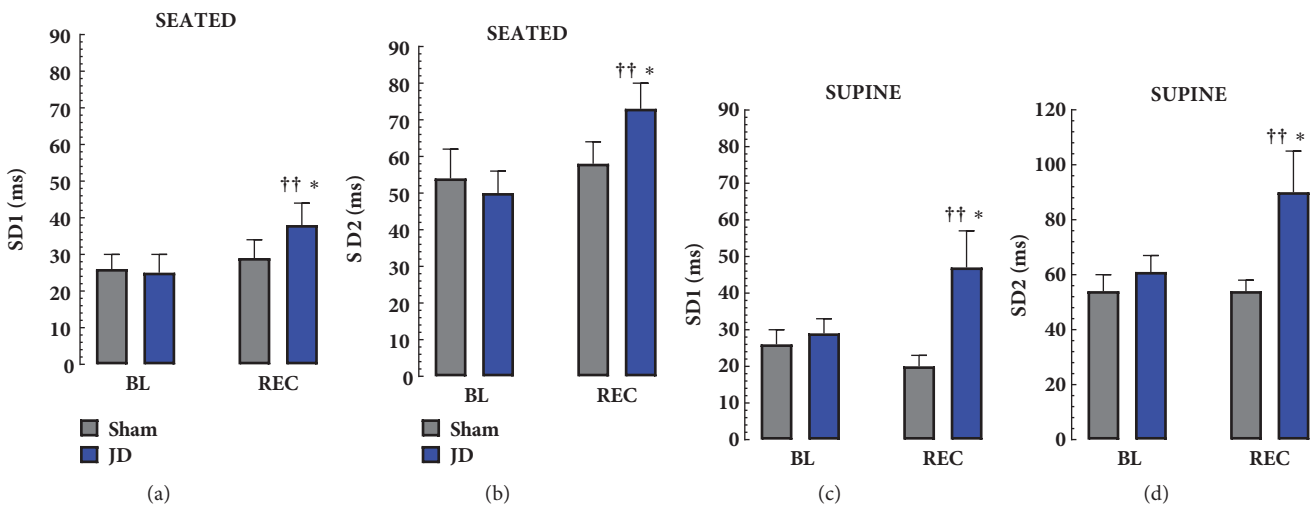 SEATED
SD1 (ms)
90
80
70
60
50
40
30
20
10
0
†† *
BL
REC
Sham
JD
(a)
SEATED
SD2 (ms)
90
80
70
60
50
40
30
20
10
0
†† *
BL
REC
Sham
JD
(b)
SUPINE
SD1 (ms)
90
80
70
60
50
40
30
20
10
0
†† *
BL
REC
(c)
SUPINE
SD2 (ms)
120
100
80
60
40
20
0
†† *
BL
REC
(d)